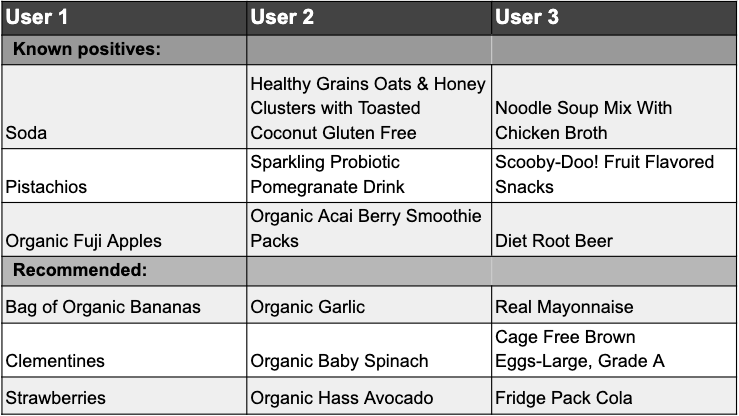 User 1 User 2 User 3
Known positives:
Soda
Healthy Grains Oats & Honey
Clusters with Toasted
Coconut Gluten Free
Noodle Soup Mix With
Chicken Broth
Pistachios
Sparkling Probiotic
Pomegranate Drink
Scooby-Doo! Fruit Flavored
Snacks
Organic Fuji Apples
Organic Acai Berry Smoothie
Packs
Diet Root Beer
Recommended:
Bag of Organic Bananas
Organic Garlic
Real Mayonnaise
Clementines
Organic Baby Spinach
Cage Free Brown
Eggs-Large, Grade A
Strawberries
Organic Hass Avocado
Fridge Pack Cola